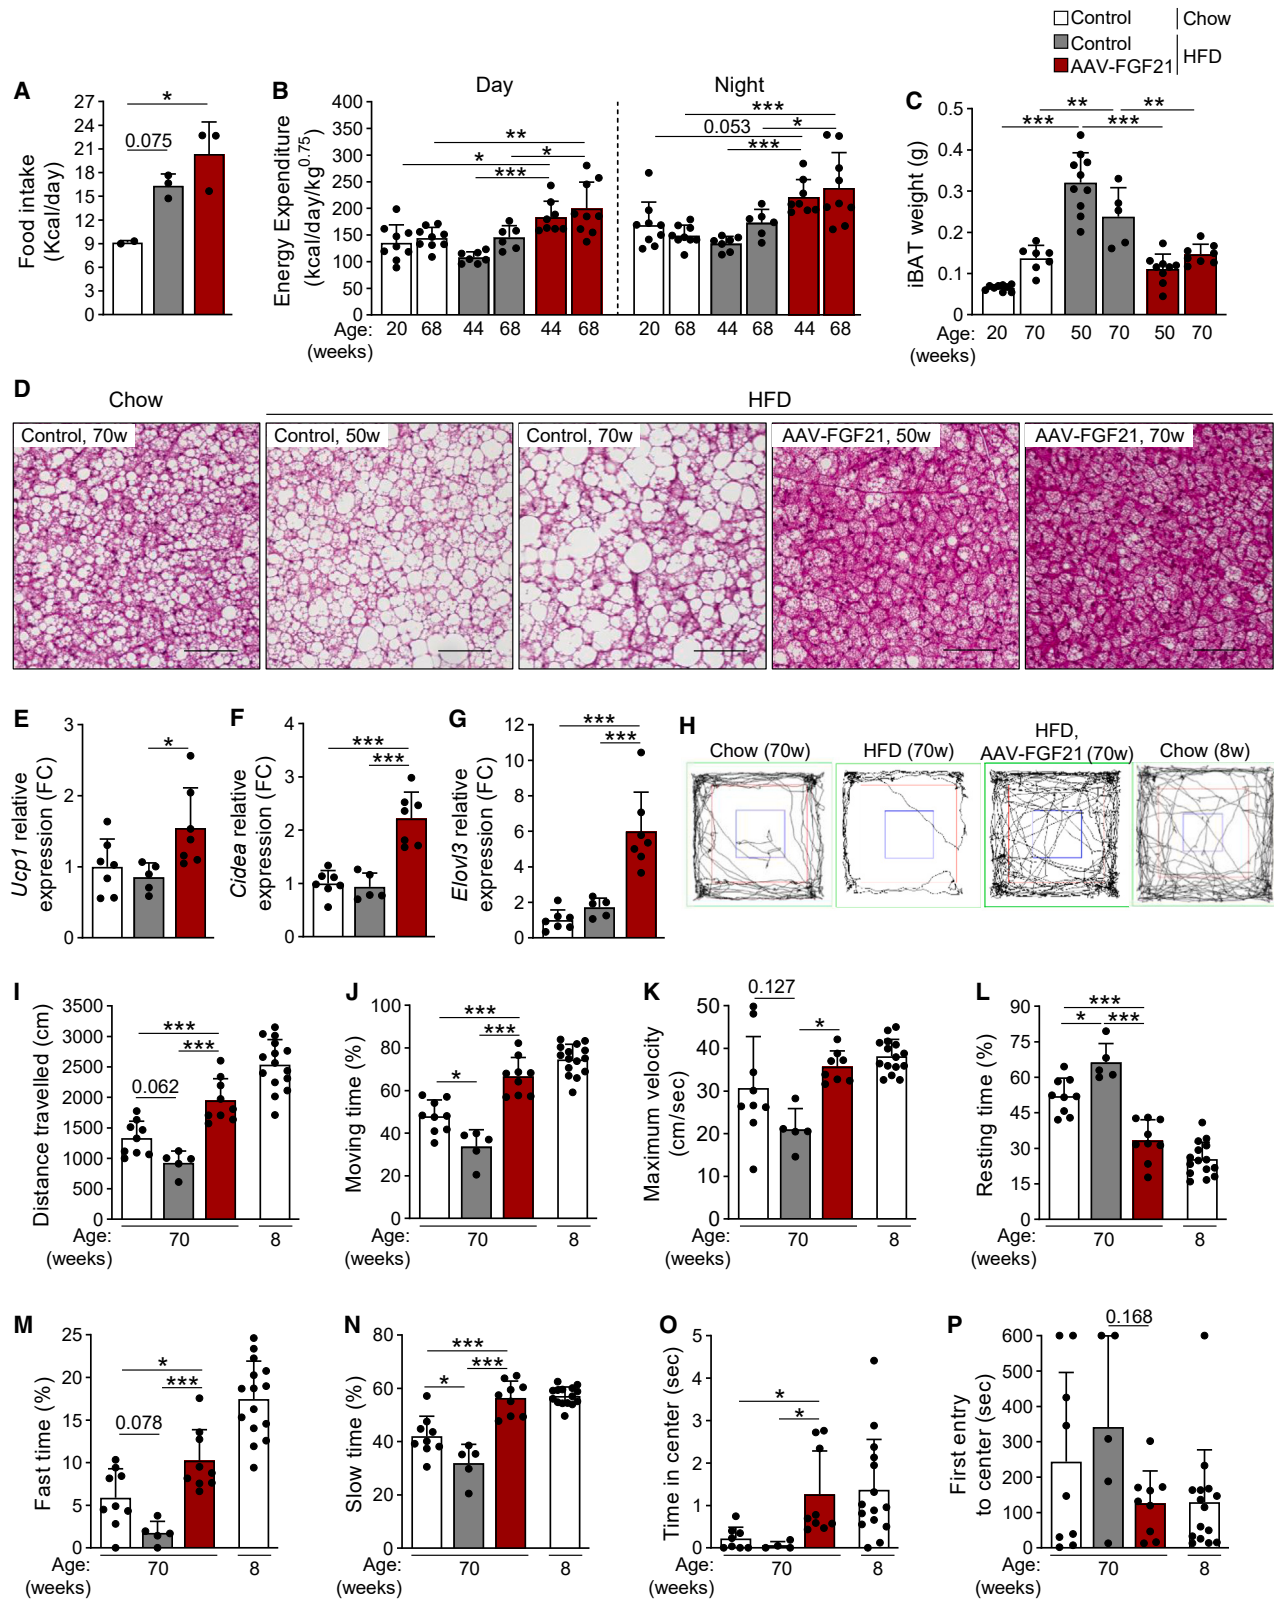 Control
Chow
Control
HFD
AAV-FGF21
A
Food intake
(Kcal/day)
27
24
21
18
15
12
9
6
3
0
*
0.075
B
Day
Night
Energy Expenditure
(kcal/day/kg^0.75)
400
350
300
250
200
150
100
50
0
**
*
*
***
***
0.053
*
***
Age:
(weeks)
20 68 44 68 44 68
20 68 44 68 44 68
C
iBAT weight (g)
0.5
0.4
0.3
0.2
0.1
0
** **
*** ***
Age:
(weeks)
20 70 50 70 50 70
D
Chow
HFD
Control, 70w
Control, 50w
Control, 70w
AAV-FGF21, 50w
AAV-FGF21, 70w
E
Ucp1 relative
expression (FC)
3
2
1
0
*
F
Cidea relative
expression (FC)
4
3
2
1
0
***
***
G
Elovl3 relative
expression (FC)
12
10
8
6
4
2
0
***
***
H
Chow (70w)
HFD (70w)
HFD,
AAV-FGF21 (70w)
Chow (8w)
I
Distance travelled (cm)
3500
3000
2500
2000
1500
1000
500
0
***
***
0.062
Age:
(weeks)
70
8
J
Moving time (%)
100
80
60
40
20
0
***
***
*
Age:
(weeks)
70
8
K
Maximum velocity
(cm/sec)
50
40
30
20
10
0
0.127
*
Age:
(weeks)
70
8
L
Resting time (%)
90
75
60
45
30
15
0
***
* ***
Age:
(weeks)
70
8
M
Fast time (%)
25
20
15
10
5
0
*
***
0.078
Age:
(weeks)
70
8
N
Slow time (%)
80
60
40
20
0
***
***
*
Age:
(weeks)
70
8
O
Time in center (sec)
5
4
3
2
1
0
*
*
Age:
(weeks)
70
8
P
First entry
to center (sec)
600
500
400
300
200
100
0
0.168
Age:
(weeks)
70
8